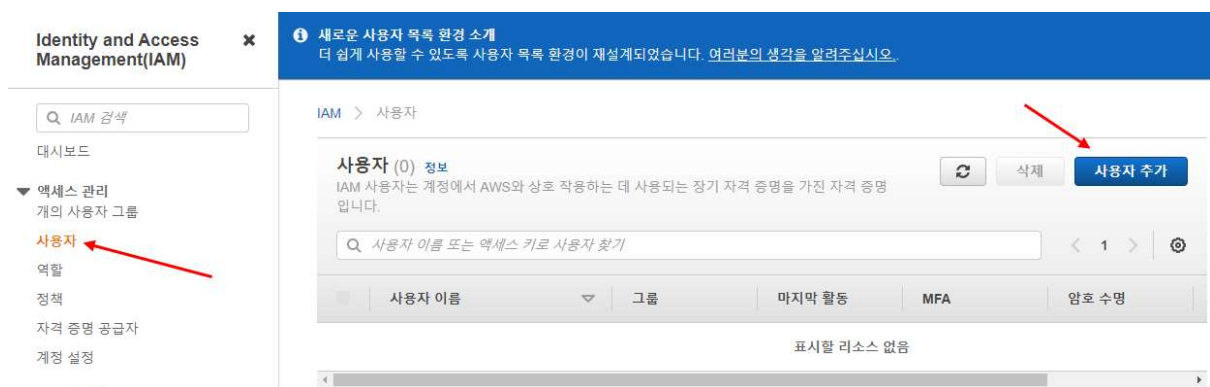 Identity and Access
Management(IAM)
IAM 검색
대시보드
액세스 관리
개의 사용자 그룹
사용자
역할
정책
자격 증명 공급자
계정 설정
새로운 사용자 목록 환경 소개
더 쉽게 사용할 수 있도록 사용자 목록 환경이 재설계되었습니다. 여러분의 생각을 알려주십시오..
IAM > 사용자
사용자 (0) 정보
IAM 사용자는 계정에서 AWS와 상호 작용하는 데 사용되는 장기 자격 증명을 가진 자격 증명
입니다.
삭제
사용자 추가
사용자 이름 또는 액세스 키로 사용자 찾기
1
사용자 이름 그룹 마지막 활동 MFA 암호 수명
표시할 리소스 없음